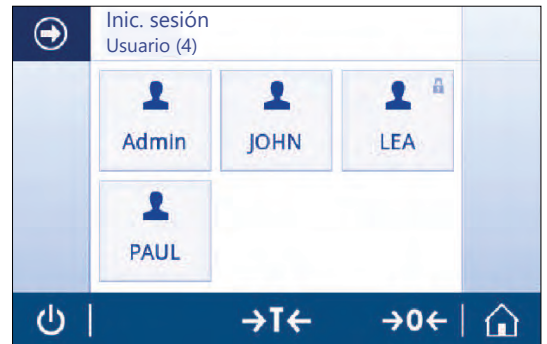 Inic. sesión
Usuario (4)
Admin
JOHN
LEA
PAUL
→T← →0←